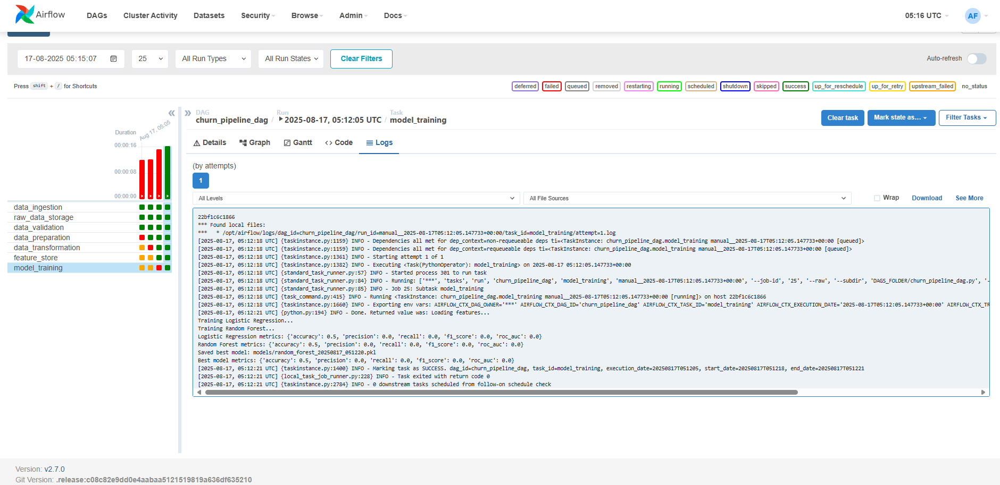 Airflow DAGs Cluster Activity Datasets Security Browse Admin Docs 05:16 UTC AF
17-08-2025 05:15:07 25 All Run Types All Run States Clear Filters Auto-refresh
Press shift + / for Shortcuts deferred failed queued removed restarting running scheduled shutdown skipped success up_for_reschedule up_for_retry upstream_failed no_status
DAG Run Task
churn_pipeline_dag / 2025-08-17, 05:12:05 UTC / model_training Clear task Mark state as... Filter Tasks
Duration Aug 17, 05:05
00:00:16
00:00:08
00:00:00
data_ingestion
raw_data_storage
data_validation
data_preparation
data_transformation
feature_store
model_training
Details Graph Gantt Code Logs
(by attempts)
1
All Levels All File Sources Wrap Download See More
22bf1c6c1866
*** Found local files:
***   * /opt/airflow/logs/dag_id=churn_pipeline_dag/run_id=manual__2025-08-17T05:12:05.147733+00:00/task_id=model_training/attempt=1.log
[2025-08-17, 05:12:18 UTC] {taskinstance.py:1159} INFO - Dependencies all met for dep_context=non-requeueable deps ti=<TaskInstance: churn_pipeline_dag.model_training manual__2025-08-17T05:12:05.147733+00:00 [queued]>
[2025-08-17, 05:12:18 UTC] {taskinstance.py:1159} INFO - Dependencies all met for dep_context=requeueable deps ti=<TaskInstance: churn_pipeline_dag.model_training manual__2025-08-17T05:12:05.147733+00:00 [queued]>
[2025-08-17, 05:12:18 UTC] {taskinstance.py:1361} INFO - Starting attempt 1 of 1
[2025-08-17, 05:12:18 UTC] {taskinstance.py:1382} INFO - Executing <Task(PythonOperator): model_training> on 2025-08-17 05:12:05.147733+00:00
[2025-08-17, 05:12:18 UTC] {standard_task_runner.py:57} INFO - Started process 301 to run task
[2025-08-17, 05:12:18 UTC] {standard_task_runner.py:84} INFO - Running: ['***', 'tasks', 'run', 'churn_pipeline_dag', 'model_training', 'manual__2025-08-17T05:12:05.147733+00:00', '--job-id', '25', '--raw', '--subdir', 'DAGS_FOLDER/churn_pipeline_dag.py', '-
[2025-08-17, 05:12:18 UTC] {standard_task_runner.py:85} INFO - Job 25: Subtask model_training
[2025-08-17, 05:12:18 UTC] {task_command.py:415} INFO - Running <TaskInstance: churn_pipeline_dag.model_training manual__2025-08-17T05:12:05.147733+00:00 [running]> on host 22bf1c6c1866
[2025-08-17, 05:12:18 UTC] {taskinstance.py:1660} INFO - Exporting env vars: AIRFLOW_CTX_DAG_OWNER='***' AIRFLOW_CTX_DAG_ID='churn_pipeline_dag' AIRFLOW_CTX_TASK_ID='model_training' AIRFLOW_CTX_EXECUTION_DATE='2025-08-17T05:12:05.147733+00:00' AIRFLOW_CTX_TR
[2025-08-17, 05:12:21 UTC] {python.py:194} INFO - Done. Returned value was: Loading features...
Training Logistic Regression...
Training Random Forest...
Logistic Regression metrics: {'accuracy': 0.5, 'precision': 0.0, 'recall': 0.0, 'f1_score': 0.0, 'roc_auc': 0.0}
Random Forest metrics: {'accuracy': 0.5, 'precision': 0.0, 'recall': 0.0, 'f1_score': 0.0, 'roc_auc': 0.0}
Saved best model: models/random_forest_20250817_051220.pkl
Best model metrics: {'accuracy': 0.5, 'precision': 0.0, 'recall': 0.0, 'f1_score': 0.0, 'roc_auc': 0.0}
[2025-08-17, 05:12:21 UTC] {taskinstance.py:1400} INFO - Marking task as SUCCESS. dag_id=churn_pipeline_dag, task_id=model_training, execution_date=20250817T051205, start_date=20250817T051218, end_date=20250817T051221
[2025-08-17, 05:12:21 UTC] {local_task_job_runner.py:228} INFO - Task exited with return code 0
[2025-08-17, 05:12:21 UTC] {taskinstance.py:2784} INFO - 0 downstream tasks scheduled from follow-on schedule check
Version: v2.7.0
Git Version: .release:c08c82e9dd0e4aabaa5121519819a636df635210